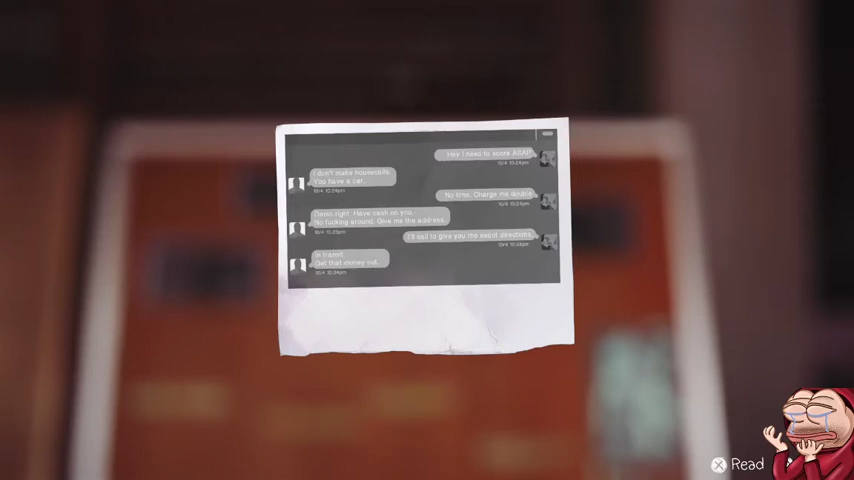 Hey I need to score ASAP
10/4 10:24pm
I don't make housecalls.
You have a car.
10/4 10:24pm
No time. Charge me double
10/4 10:25pm
Damn right. Have cash on you.
No fucking around. Give me the address.
10/4 10:25pm
I'll call to give you the exact directions.
10/4 10:26pm
In transit
Get that money out.
10/4 10:34pm
Read